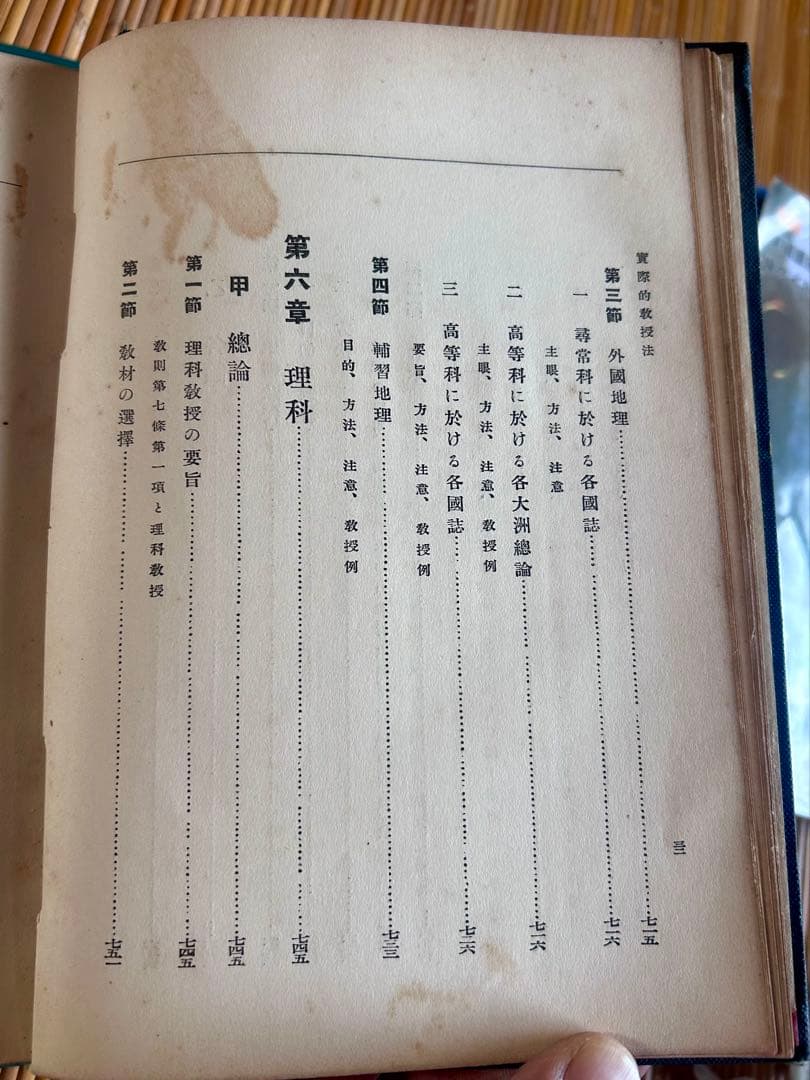 實際的教授法
三二
第三節 外國地理……七一五
一 尋常科に於ける各國誌……七一六
主眼、方法、注意
二 高等科に於ける各大洲總論……七一六
主眼、方法、注意、教授例
三 高等科に於ける各國誌……七二六
要旨、方法、注意、教授例
第四節 輔習地理……七三三
目的、方法、注意、教授例
第六章 理科……七四五
甲 總論……七四五
第一節 理科教授の要旨……七四五
教則第七條第一項と理科教授
第二節 教材の選擇……七五一